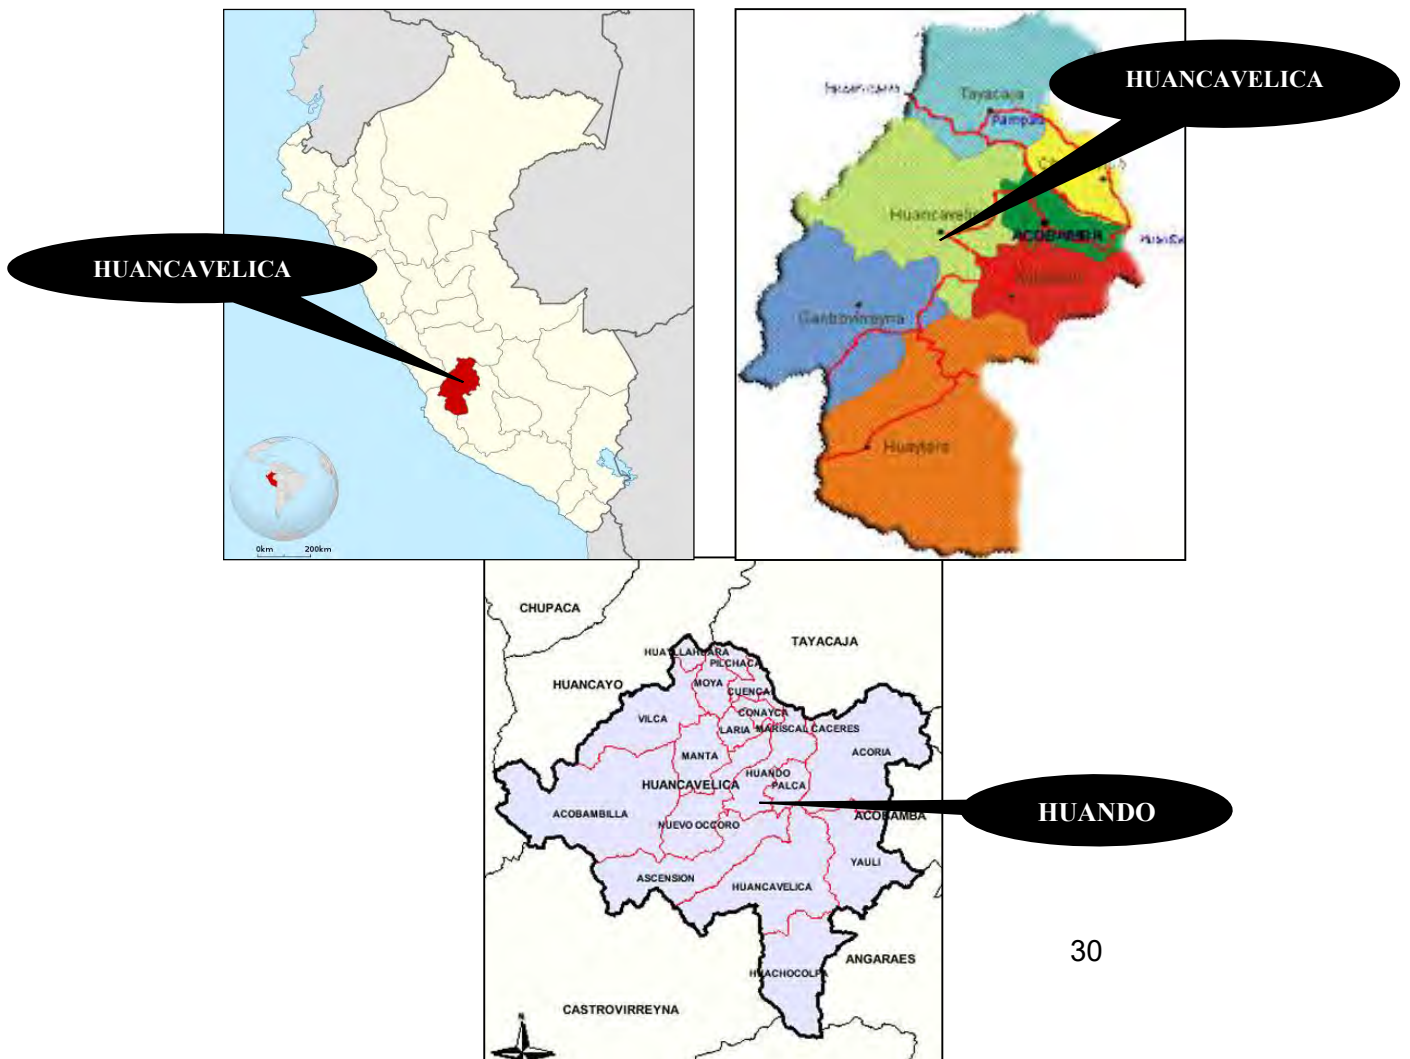 HUANCAVELICA
0km 200km
HUANCAVELICA
Tayacaja
Pampas
Huancavelica
ACOBAMBA
Castrovirreyna
Huaytara
CHUPACA
TAYACAJA
HUANCAYO
HUAYLLAHUARA
PILCHACA
MOYA
CUENCA
VILCA
CONAYCA
LARIA
MARISCAL CACERES
ACORIA
MANTA
HUANDO
HUANCAVELICA
PALCA
ACOBAMBILLA
NUEVO OCCORO
ACOBAMBA
HUANDO
YAULI
ASCENSION
HUANCAVELICA
HUACHOCOLPA
ANGARAES
CASTROVIRREYNA
N
30